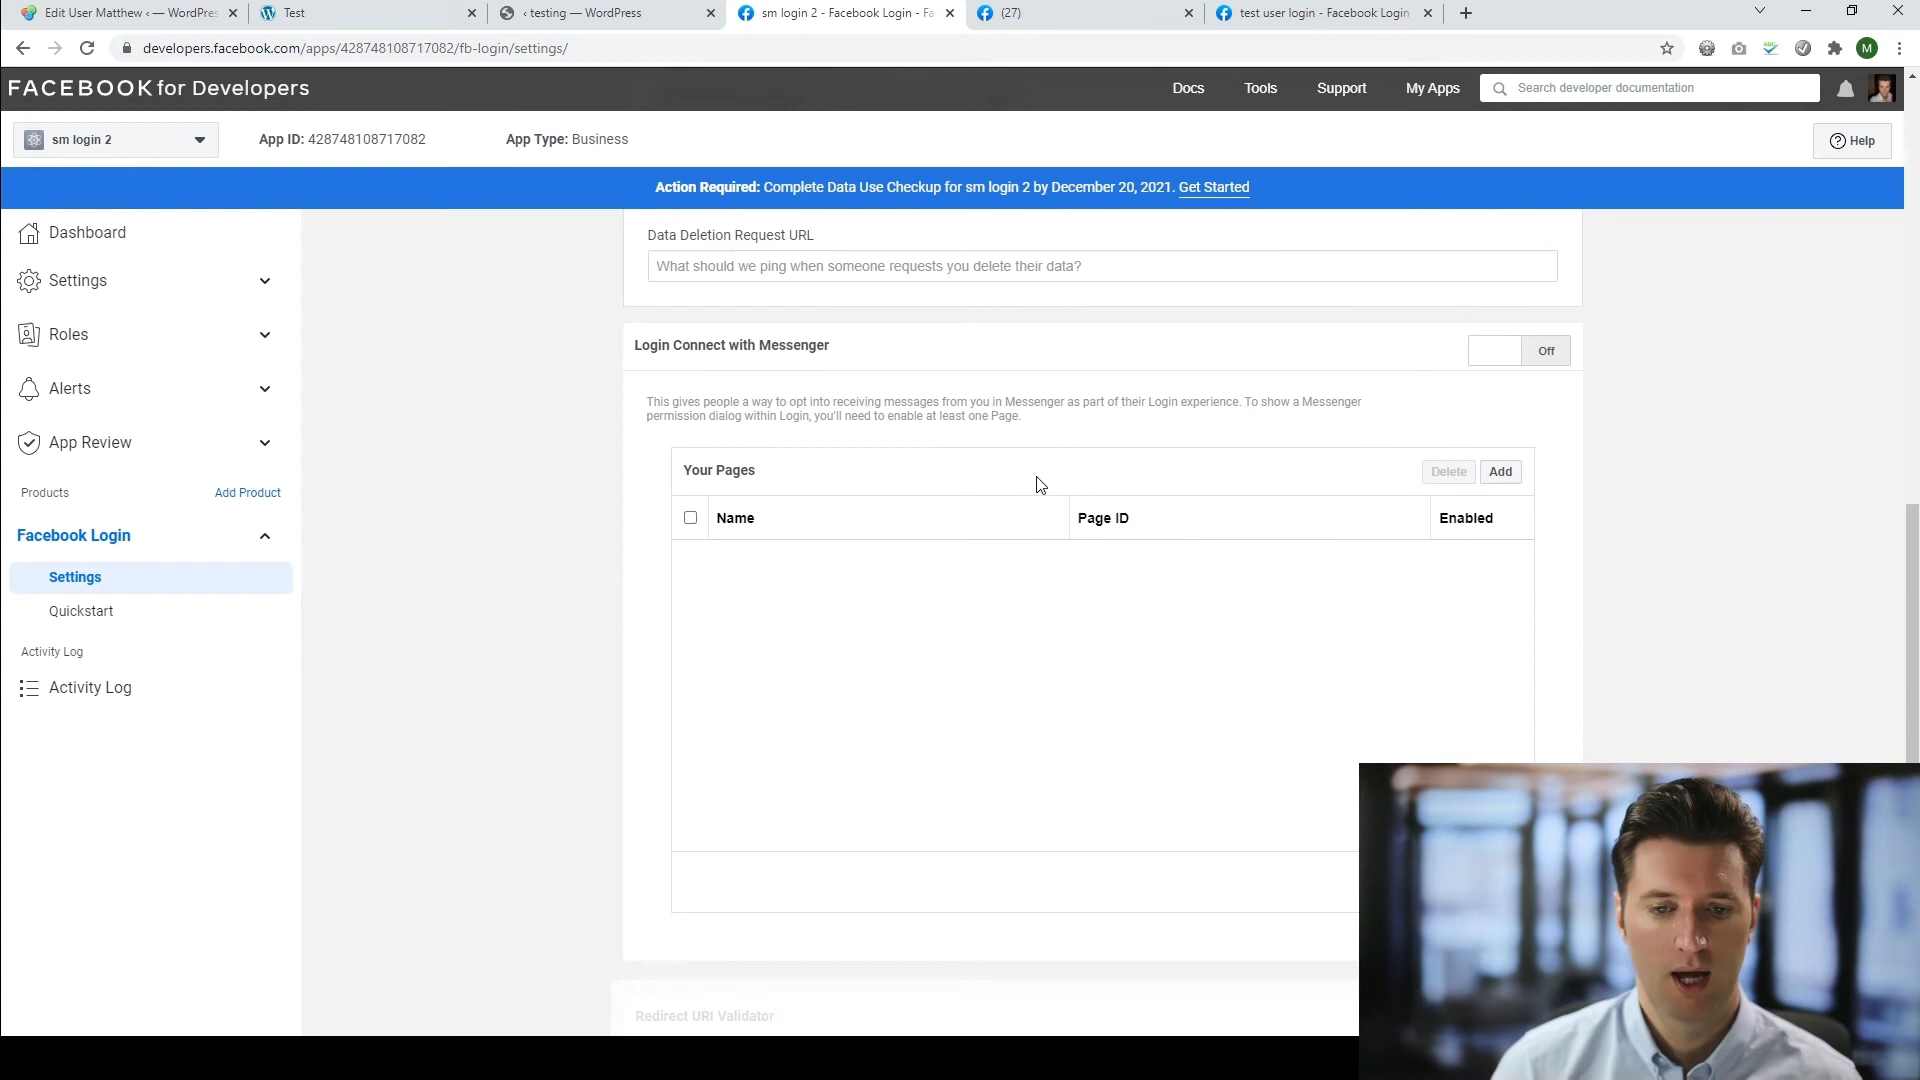 Edit User Matthew ‹ — WordPres
Test
‹ testing — WordPress
sm login 2 - Facebook Login - Fa
(27)
test user login - Facebook Login
developers.facebook.com/apps/428748108717082/fb-login/settings/
M
FACEBOOK for Developers
Docs
Tools
Support
My Apps
Search developer documentation
sm login 2
App ID: 428748108717082
App Type: Business
Help
Action Required: Complete Data Use Checkup for sm login 2 by December 20, 2021. Get Started
Dashboard
Settings
Roles
Alerts
App Review
Products
Add Product
Facebook Login
Settings
Quickstart
Activity Log
Activity Log
Data Deletion Request URL
What should we ping when someone requests you delete their data?
Login Connect with Messenger
Off
This gives people a way to opt into receiving messages from you in Messenger as part of their Login experience. To show a Messenger
permission dialog within Login, you'll need to enable at least one Page.
Your Pages
Delete
Add
Name
Page ID
Enabled
Redirect URI Validator